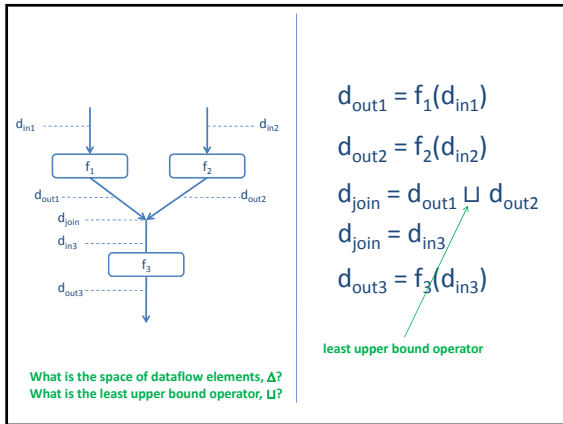 d_in1
d_in2
f_1
f_2
d_out1
d_out2
d_join
d_in3
f_3
d_out3
What is the space of dataflow elements, Δ?
What is the least upper bound operator, ⊔?
d_out1 = f_1(d_in1)
d_out2 = f_2(d_in2)
d_join = d_out1 ⊔ d_out2
d_join = d_in3
d_out3 = f_3(d_in3)
least upper bound operator